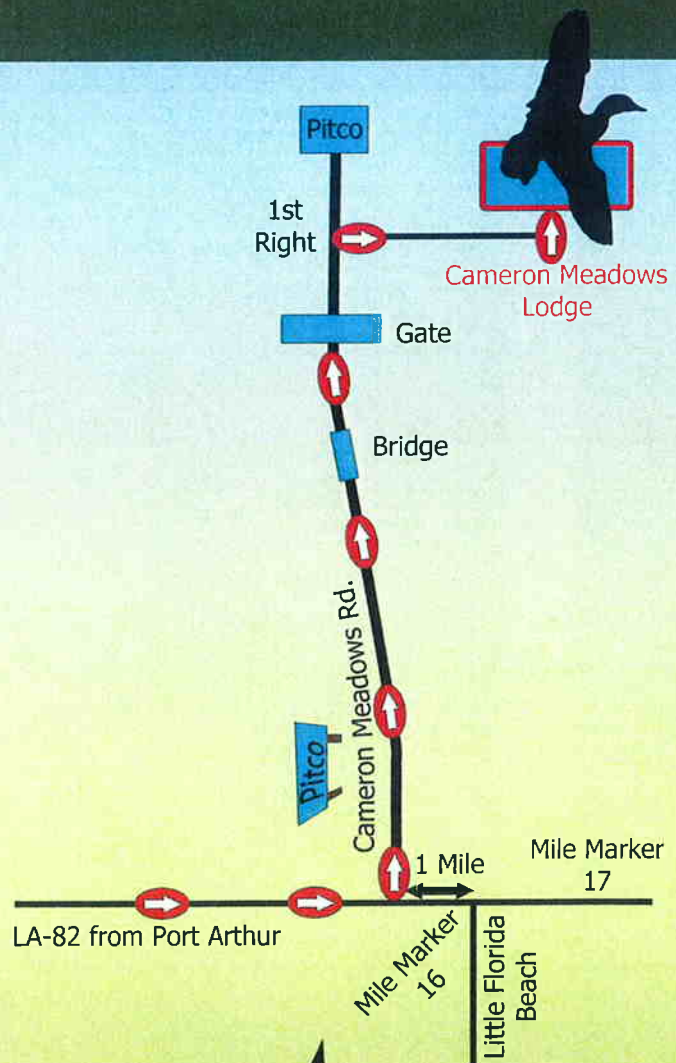 Pitco
1st
Right
Cameron Meadows
Lodge
Gate
Bridge
Cameron Meadows Rd.
Pitco
1 Mile
Mile Marker
17
LA-82 from Port Arthur
Mile Marker
16
Little Florida
Beach